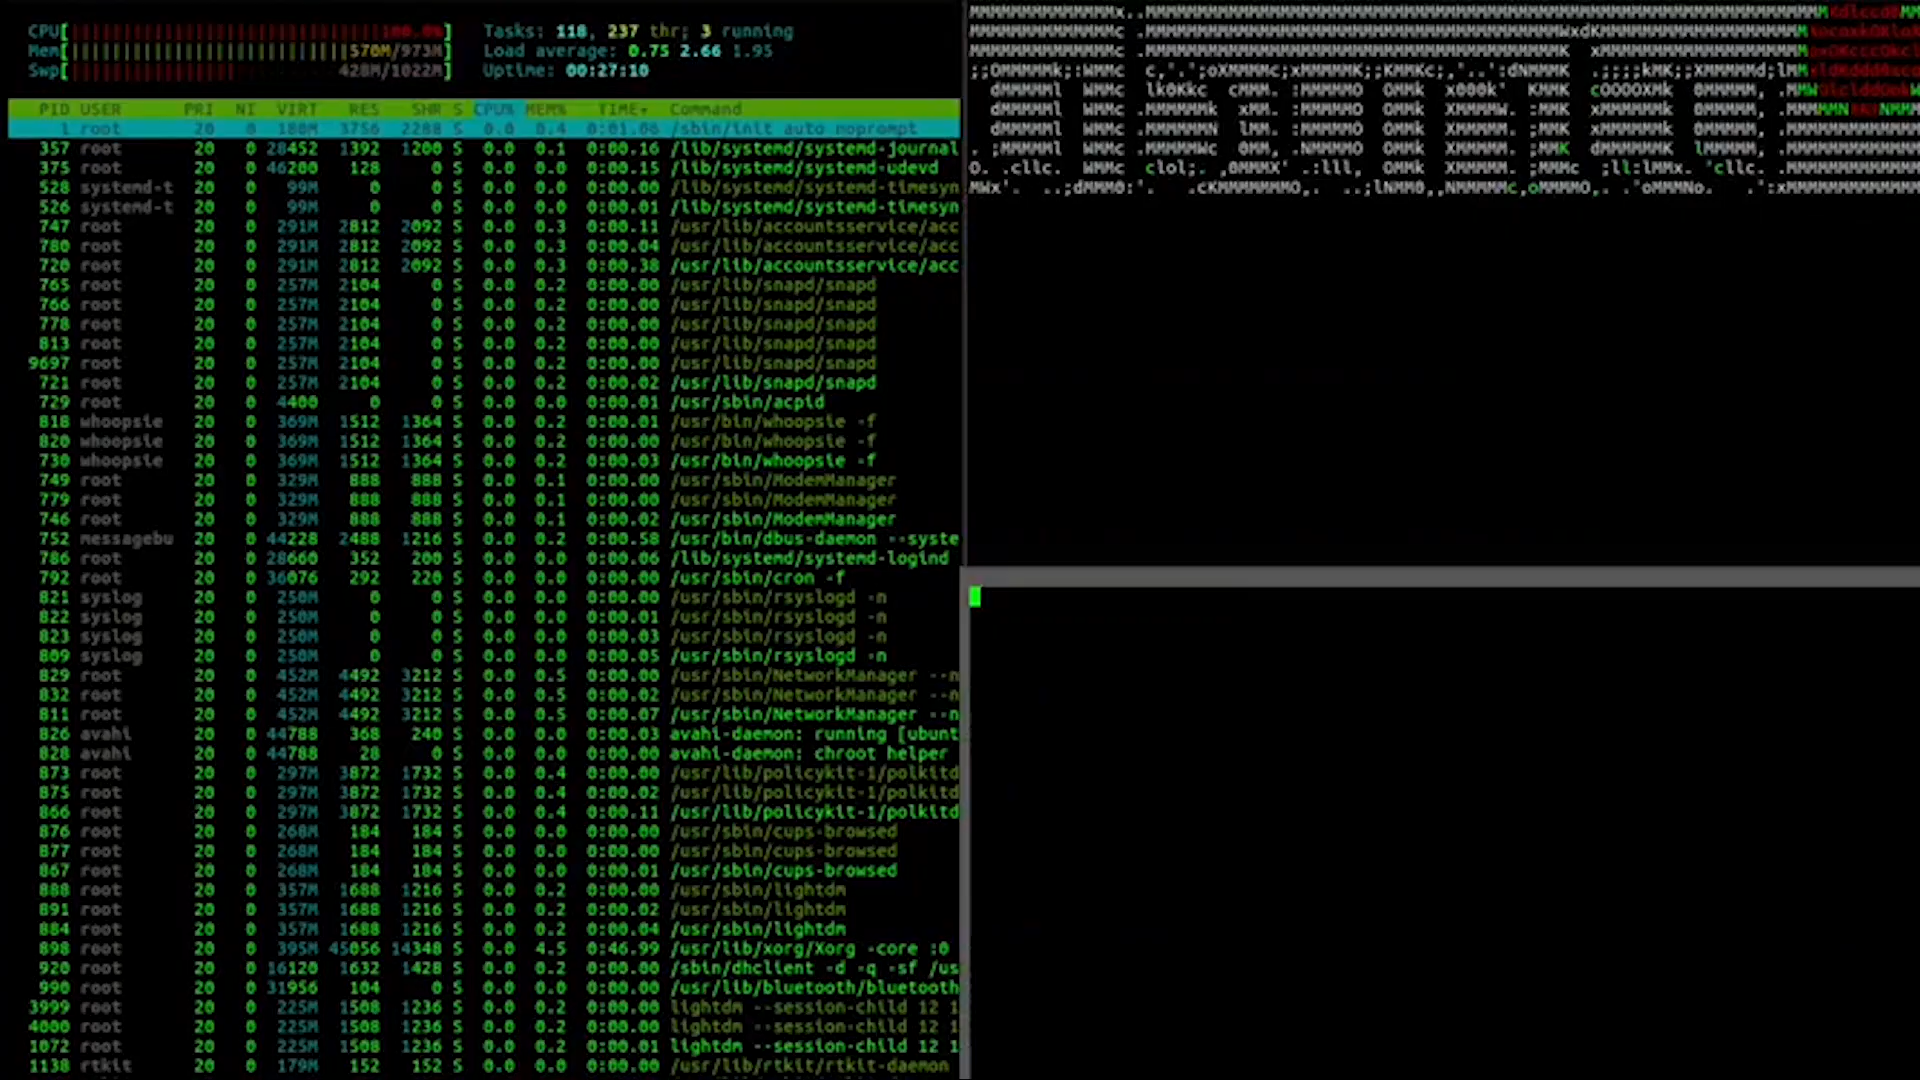 CPU[ 100.0%] Tasks: 118, 237 thr; 3 running
Mem[ 570M/973M] Load average: 0.75 2.66 1.95
Swp[ 428M/1022M] Uptime: 00:27:10
PID USER PRI NI VIRT RES SHR S CPU% MEM% TIME+ Command
1 root 20 0 180M 3756 2288 S 0.0 0.4 0:01.06 /sbin/init auto noprompt
357 root 20 0 28452 1392 1200 S 0.0 0.1 0:00.16 /lib/systemd/systemd-journal
375 root 20 0 46200 128 0 S 0.0 0.0 0:00.15 /lib/systemd/systemd-udevd
528 systemd-t 20 0 99M 0 0 S 0.0 0.0 0:00.00 /lib/systemd/systemd-timesyn
526 systemd-t 20 0 99M 0 0 S 0.0 0.0 0:00.01 /lib/systemd/systemd-timesyn
747 root 20 0 291M 2812 2092 S 0.0 0.3 0:00.11 /usr/lib/accountsservice/acc
780 root 20 0 291M 2812 2092 S 0.0 0.3 0:00.04 /usr/lib/accountsservice/acc
720 root 20 0 291M 2812 2092 S 0.0 0.3 0:00.38 /usr/lib/accountsservice/acc
765 root 20 0 257M 2104 0 S 0.0 0.2 0:00.00 /usr/lib/snapd/snapd
766 root 20 0 257M 2104 0 S 0.0 0.2 0:00.00 /usr/lib/snapd/snapd
778 root 20 0 257M 2104 0 S 0.0 0.2 0:00.00 /usr/lib/snapd/snapd
813 root 20 0 257M 2104 0 S 0.0 0.2 0:00.00 /usr/lib/snapd/snapd
9697 root 20 0 257M 2104 0 S 0.0 0.2 0:00.00 /usr/lib/snapd/snapd
721 root 20 0 257M 2104 0 S 0.0 0.2 0:00.02 /usr/lib/snapd/snapd
729 root 20 0 4400 0 0 S 0.0 0.0 0:00.01 /usr/sbin/acpid
818 whoopsie 20 0 369M 1512 1364 S 0.0 0.2 0:00.01 /usr/bin/whoopsie -f
820 whoopsie 20 0 369M 1512 1364 S 0.0 0.2 0:00.00 /usr/bin/whoopsie -f
730 whoopsie 20 0 369M 1512 1364 S 0.0 0.2 0:00.03 /usr/bin/whoopsie -f
749 root 20 0 329M 888 888 S 0.0 0.1 0:00.00 /usr/sbin/ModemManager
779 root 20 0 329M 888 888 S 0.0 0.1 0:00.00 /usr/sbin/ModemManager
746 root 20 0 329M 888 888 S 0.0 0.1 0:00.02 /usr/sbin/ModemManager
752 messagebu 20 0 44228 2488 1216 S 0.0 0.2 0:00.58 /usr/bin/dbus-daemon --syste
786 root 20 0 28660 352 200 S 0.0 0.0 0:00.06 /lib/systemd/systemd-logind
792 root 20 0 36076 292 220 S 0.0 0.0 0:00.00 /usr/sbin/cron -f
821 syslog 20 0 250M 0 0 S 0.0 0.0 0:00.00 /usr/sbin/rsyslogd -n
822 syslog 20 0 250M 0 0 S 0.0 0.0 0:00.01 /usr/sbin/rsyslogd -n
823 syslog 20 0 250M 0 0 S 0.0 0.0 0:00.03 /usr/sbin/rsyslogd -n
809 syslog 20 0 250M 0 0 S 0.0 0.0 0:00.05 /usr/sbin/rsyslogd -n
829 root 20 0 452M 4492 3212 S 0.0 0.5 0:00.00 /usr/sbin/NetworkManager --n
832 root 20 0 452M 4492 3212 S 0.0 0.5 0:00.02 /usr/sbin/NetworkManager --n
811 root 20 0 452M 4492 3212 S 0.0 0.5 0:00.07 /usr/sbin/NetworkManager --n
826 avahi 20 0 44788 368 240 S 0.0 0.0 0:00.03 avahi-daemon: running [ubunt
828 avahi 20 0 44788 28 0 S 0.0 0.0 0:00.00 avahi-daemon: chroot helper
873 root 20 0 297M 3872 1732 S 0.0 0.4 0:00.00 /usr/lib/policykit-1/polkitd
875 root 20 0 297M 3872 1732 S 0.0 0.4 0:00.02 /usr/lib/policykit-1/polkitd
866 root 20 0 297M 3872 1732 S 0.0 0.4 0:00.11 /usr/lib/policykit-1/polkitd
876 root 20 0 268M 184 184 S 0.0 0.0 0:00.00 /usr/sbin/cups-browsed
877 root 20 0 268M 184 184 S 0.0 0.0 0:00.00 /usr/sbin/cups-browsed
867 root 20 0 268M 184 184 S 0.0 0.0 0:00.01 /usr/sbin/cups-browsed
888 root 20 0 357M 1688 1216 S 0.0 0.2 0:00.00 /usr/sbin/lightdm
891 root 20 0 357M 1688 1216 S 0.0 0.2 0:00.02 /usr/sbin/lightdm
884 root 20 0 357M 1688 1216 S 0.0 0.2 0:00.04 /usr/sbin/lightdm
898 root 20 0 395M 45056 14348 S 0.0 4.5 0:46.99 /usr/lib/xorg/Xorg -core :0
920 root 20 0 16120 1632 1428 S 0.0 0.2 0:00.00 /sbin/dhclient -d -q -sf /us
990 root 20 0 31956 104 0 S 0.0 0.0 0:00.00 /usr/lib/bluetooth/bluetooth
3999 root 20 0 225M 1508 1236 S 0.0 0.2 0:00.00 lightdm --session-child 12 1
4000 root 20 0 225M 1508 1236 S 0.0 0.2 0:00.00 lightdm --session-child 12 1
1072 root 20 0 225M 1508 1236 S 0.0 0.2 0:00.01 lightdm --session-child 12 1
1138 rtkit 20 0 179M 152 152 S 0.0 0.0 0:00.00 /usr/lib/rtkit/rtkit-daemon
ubuntu